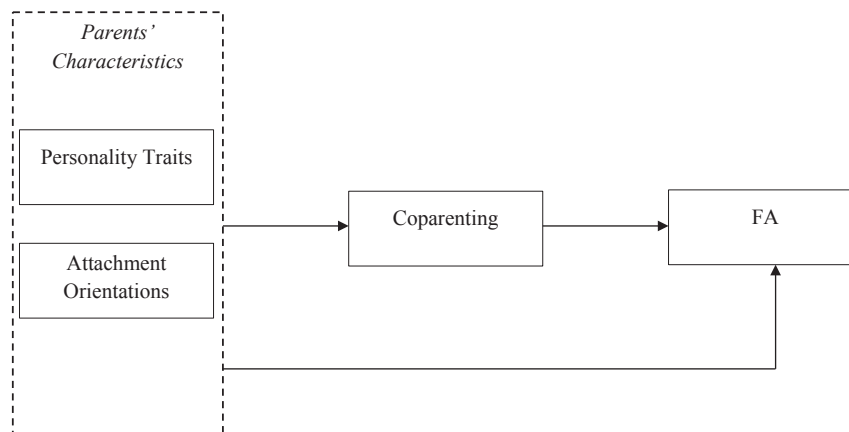 Parents’
Characteristics
Personality Traits
Attachment
Orientations
Coparenting
FA